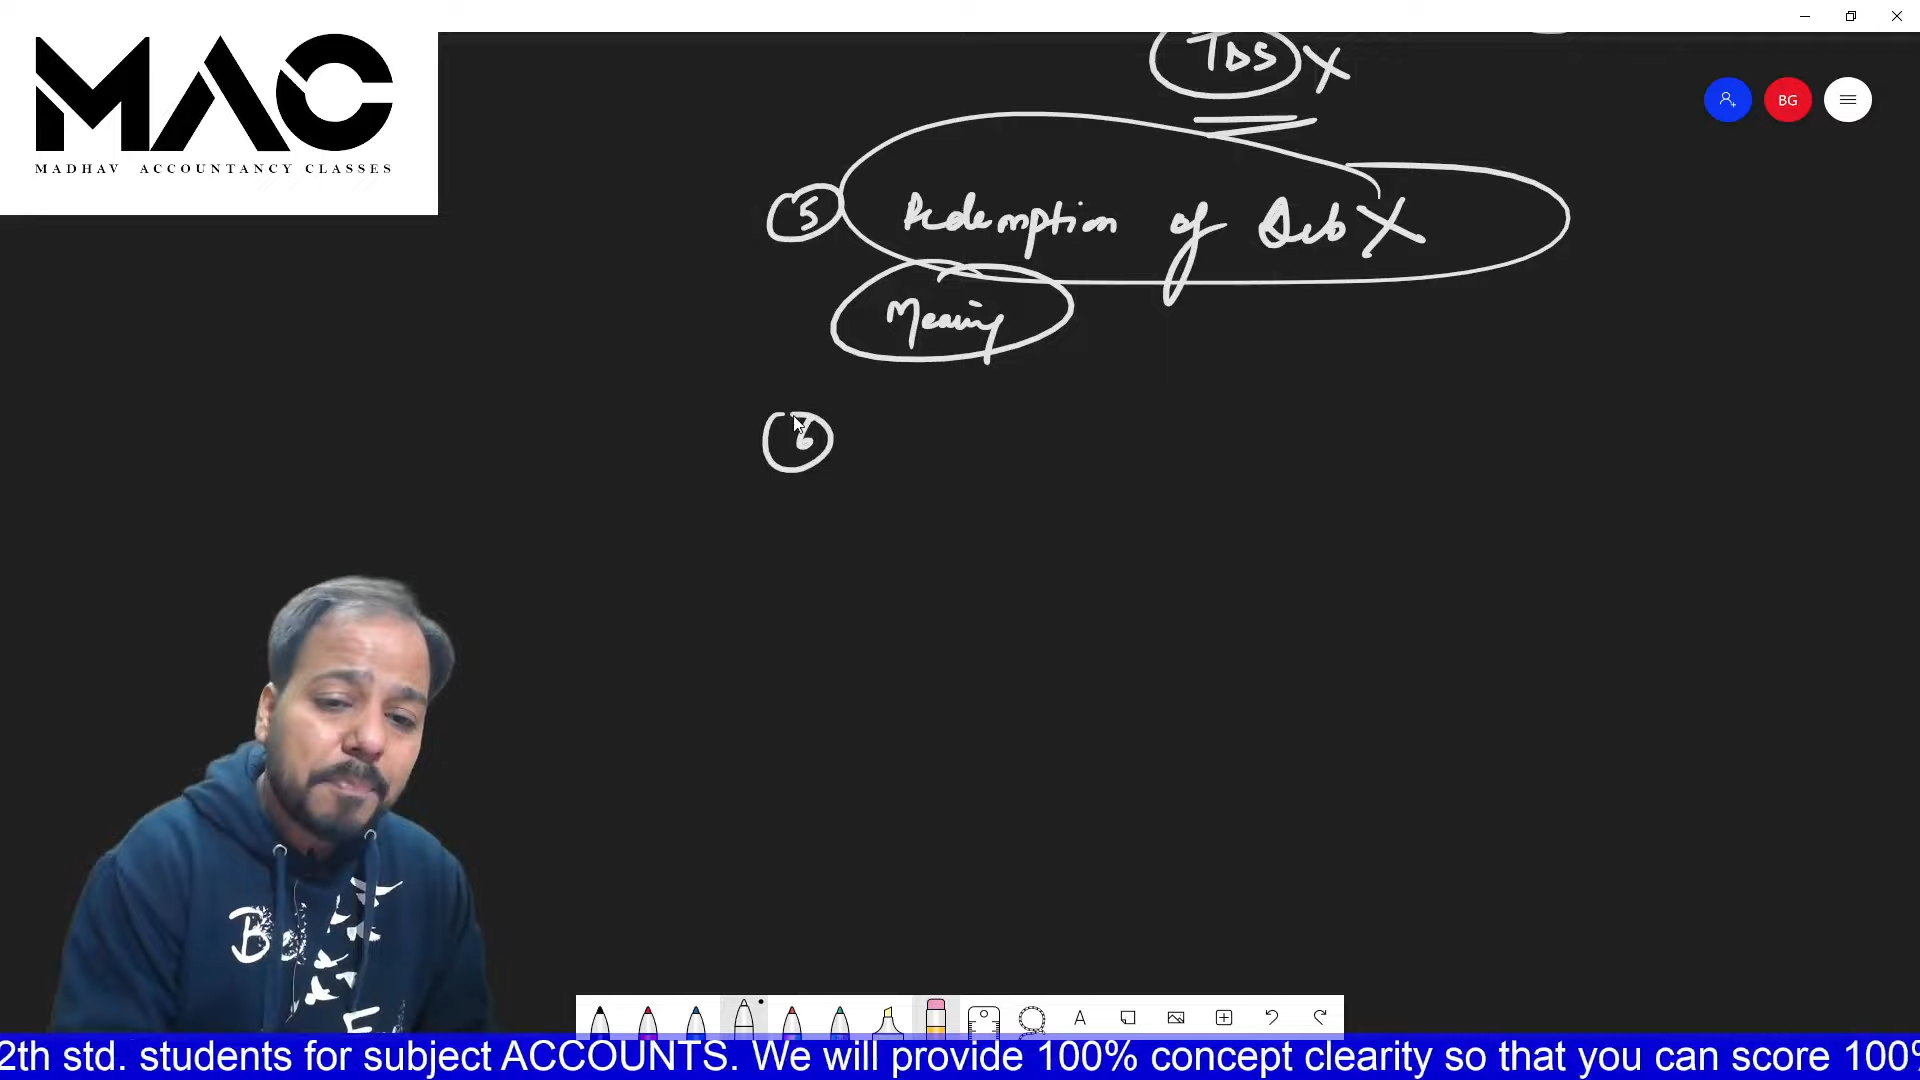 MAC
MADHAV ACCOUNTANCY CLASSES
TDS X
BG
5 Redemption of Deb X
Meaning
6
Be
2th std. students for subject ACCOUNTS. We will provide 100% concept clearity so that you can score 100%